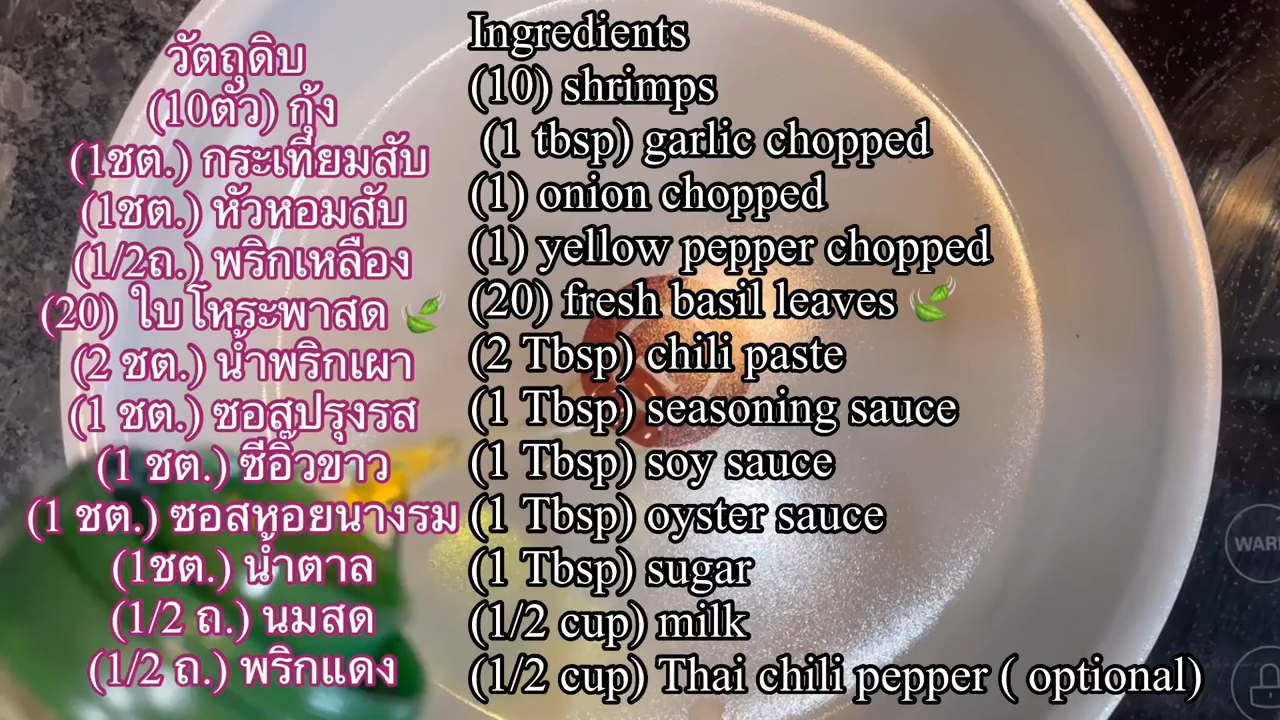 วัตถุดิบ
(10ตัว) กุ้ง
(1ชต.) กระเทียมสับ
(1ชต.) หัวหอมสับ
(1/2ถ.) พริกเหลือง
(20) ใบโหระพาสด 🍃
(2 ชต.) น้ำพริกเผา
(1 ชต.) ซอสปรุงรส
(1 ชต.) ซีอิ๊วขาว
(1 ชต.) ซอสหอยนางรม
(1ชต.) น้ำตาล
(1/2 ถ.) นมสด
(1/2 ถ.) พริกแดง
Ingredients
(10) shrimps
(1 tbsp) garlic chopped
(1) onion chopped
(1) yellow pepper chopped
(20) fresh basil leaves 🍃
(2 Tbsp) chili paste
(1 Tbsp) seasoning sauce
(1 Tbsp) soy sauce
(1 Tbsp) oyster sauce
(1 Tbsp) sugar
(1/2 cup) milk
(1/2 cup) Thai chili pepper ( optional)